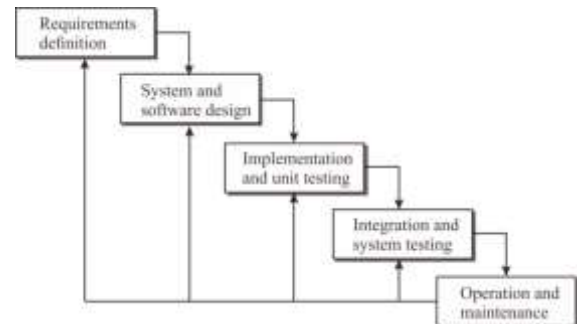 Requirements
definition
System and
software design
Implementation
and unit testing
Integration and
system testing
Operation and
maintenance